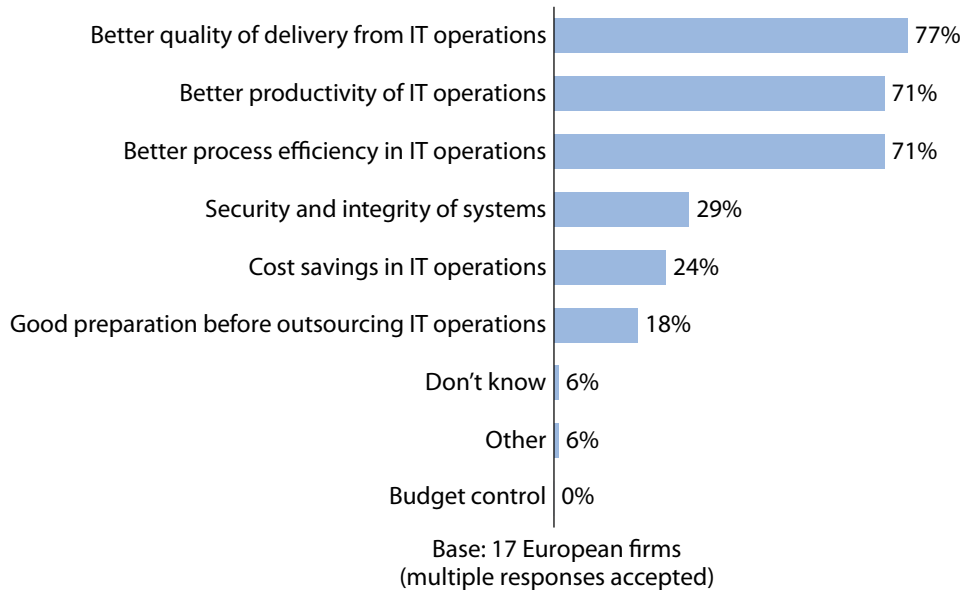 Better quality of delivery from IT operations 77%
Better productivity of IT operations 71%
Better process efficiency in IT operations 71%
Security and integrity of systems 29%
Cost savings in IT operations 24%
Good preparation before outsourcing IT operations 18%
Don’t know 6%
Other 6%
Budget control 0%
Base: 17 European firms
(multiple responses accepted)